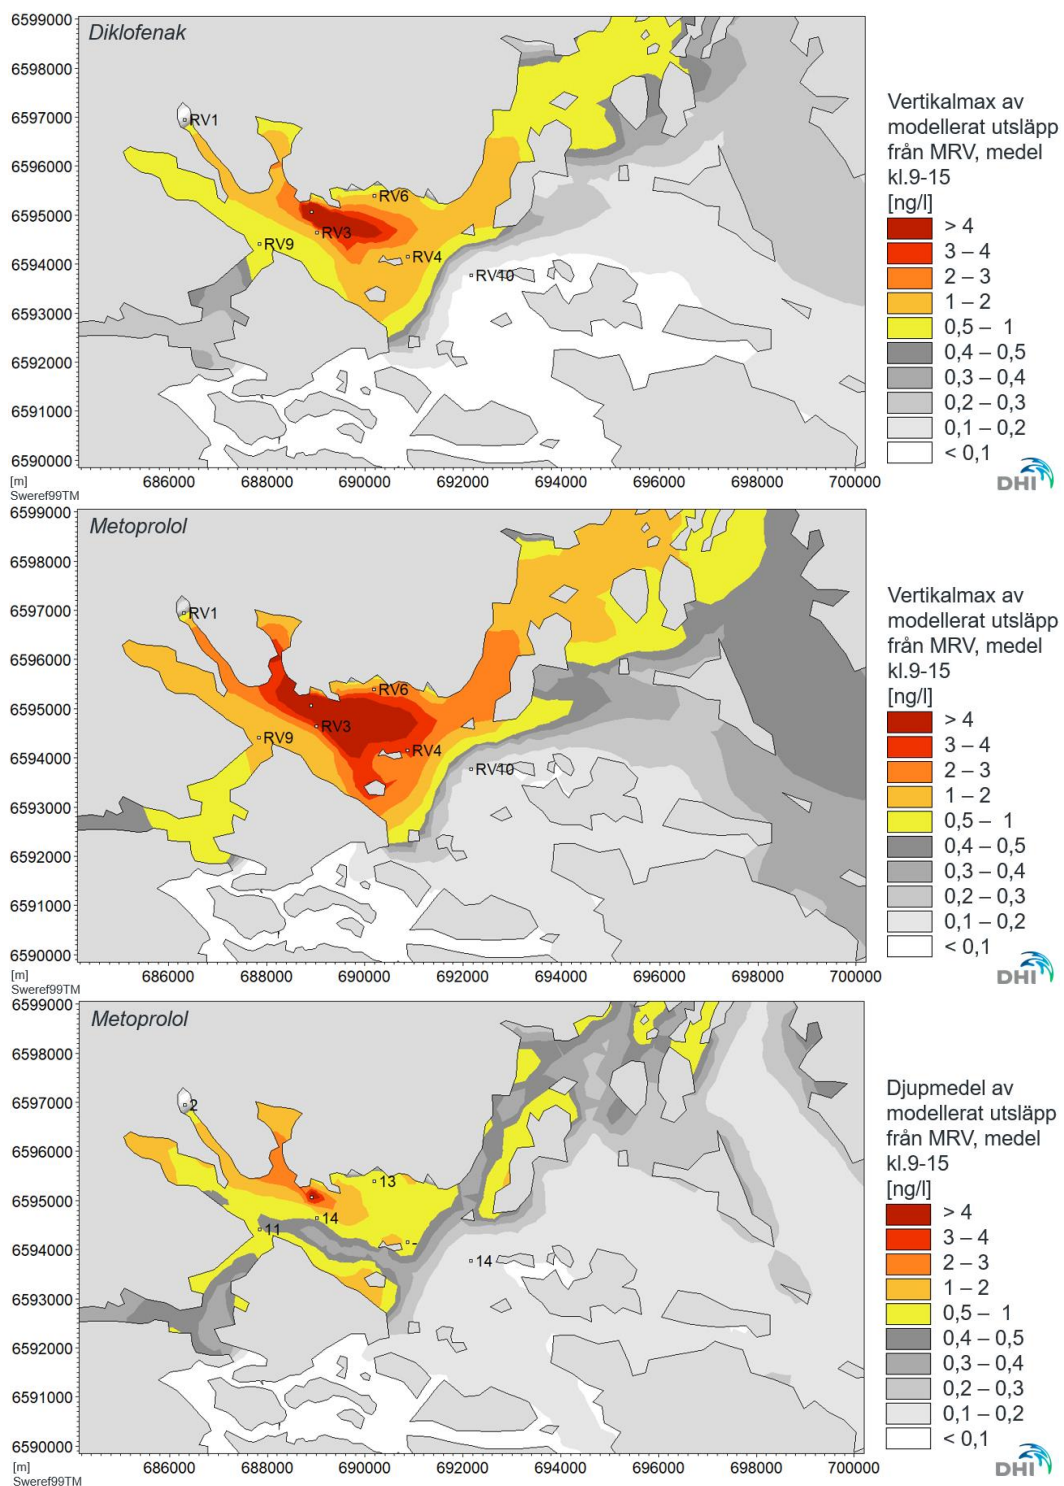 Diklofenak
6599000
6598000
6597000
6596000
6595000
6594000
6593000
6592000
6591000
6590000
RV1
RV6
RV3
RV9
RV4
RV10
[m]
Sweref99TM
686000 688000 690000 692000 694000 696000 698000 700000
Vertikalmax av
modellerat utsläpp
från MRV, medel
kl.9-15
[ng/l]
> 4
3 – 4
2 – 3
1 – 2
0,5 – 1
0,4 – 0,5
0,3 – 0,4
0,2 – 0,3
0,1 – 0,2
< 0,1
DHI
Metoprolol
6599000
6598000
6597000
6596000
6595000
6594000
6593000
6592000
6591000
6590000
RV1
RV6
RV3
RV9
RV4
RV10
[m]
Sweref99TM
686000 688000 690000 692000 694000 696000 698000 700000
Vertikalmax av
modellerat utsläpp
från MRV, medel
kl.9-15
[ng/l]
> 4
3 – 4
2 – 3
1 – 2
0,5 – 1
0,4 – 0,5
0,3 – 0,4
0,2 – 0,3
0,1 – 0,2
< 0,1
DHI
Metoprolol
6599000
6598000
6597000
6596000
6595000
6594000
6593000
6592000
6591000
6590000
2
13
14
11
-
14
[m]
Sweref99TM
686000 688000 690000 692000 694000 696000 698000 700000
Djupmedel av
modellerat utsläpp
från MRV, medel
kl.9-15
[ng/l]
> 4
3 – 4
2 – 3
1 – 2
0,5 – 1
0,4 – 0,5
0,3 – 0,4
0,2 – 0,3
0,1 – 0,2
< 0,1
DHI